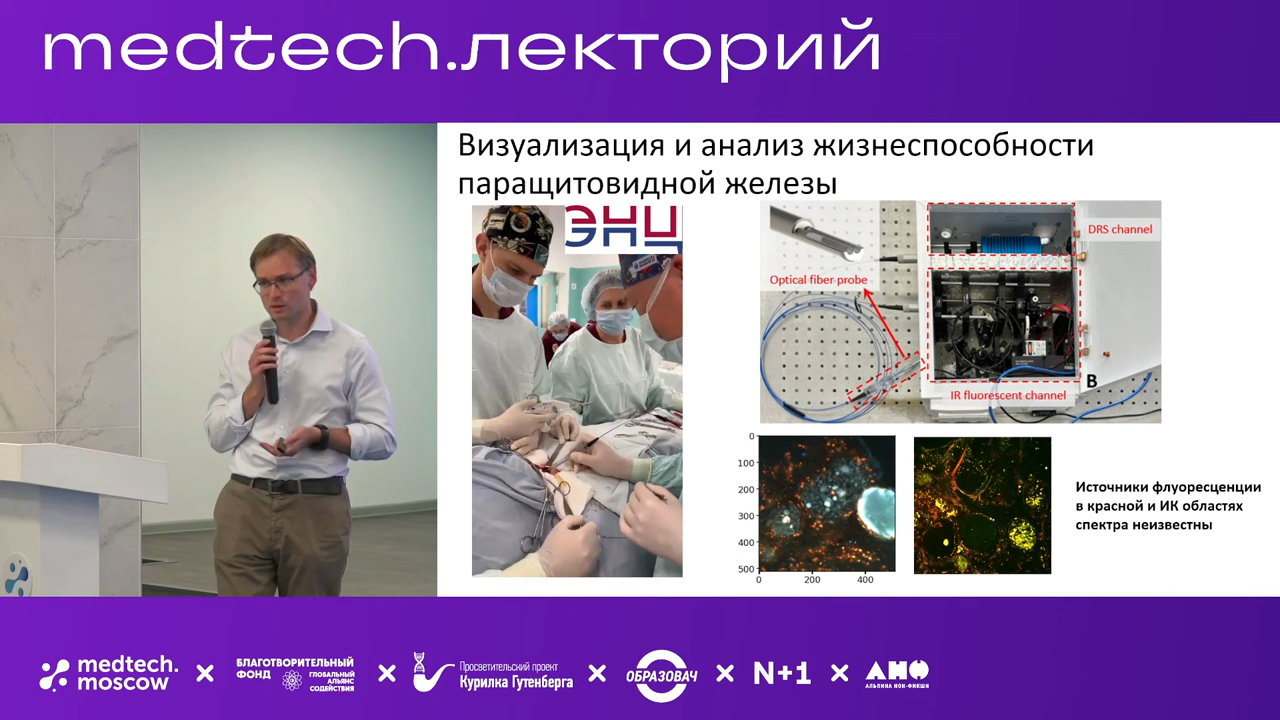 medtech.лекторий
Визуализация и анализ жизнеспособности
паращитовидной железы
ЭНЦ
DRS channel
Optical fiber probe
IR fluorescent channel
B
0
100
200
300
400
500
0
200
400
Источники флуоресценции
в красной и ИК областях
спектра неизвестны
medtech.
moscow
×
БЛАГОТВОРИТЕЛЬНЫЙ
ФОНД
ГЛОБАЛЬНЫЙ
АЛЬЯНС
СОДЕЙСТВИЯ
×
Просветительский проект
Курилка Гутенберга
×
ОБРАЗОВАЧ
×
N+1
×
АНО
АЛЬПИНА НОН-ФИКШН